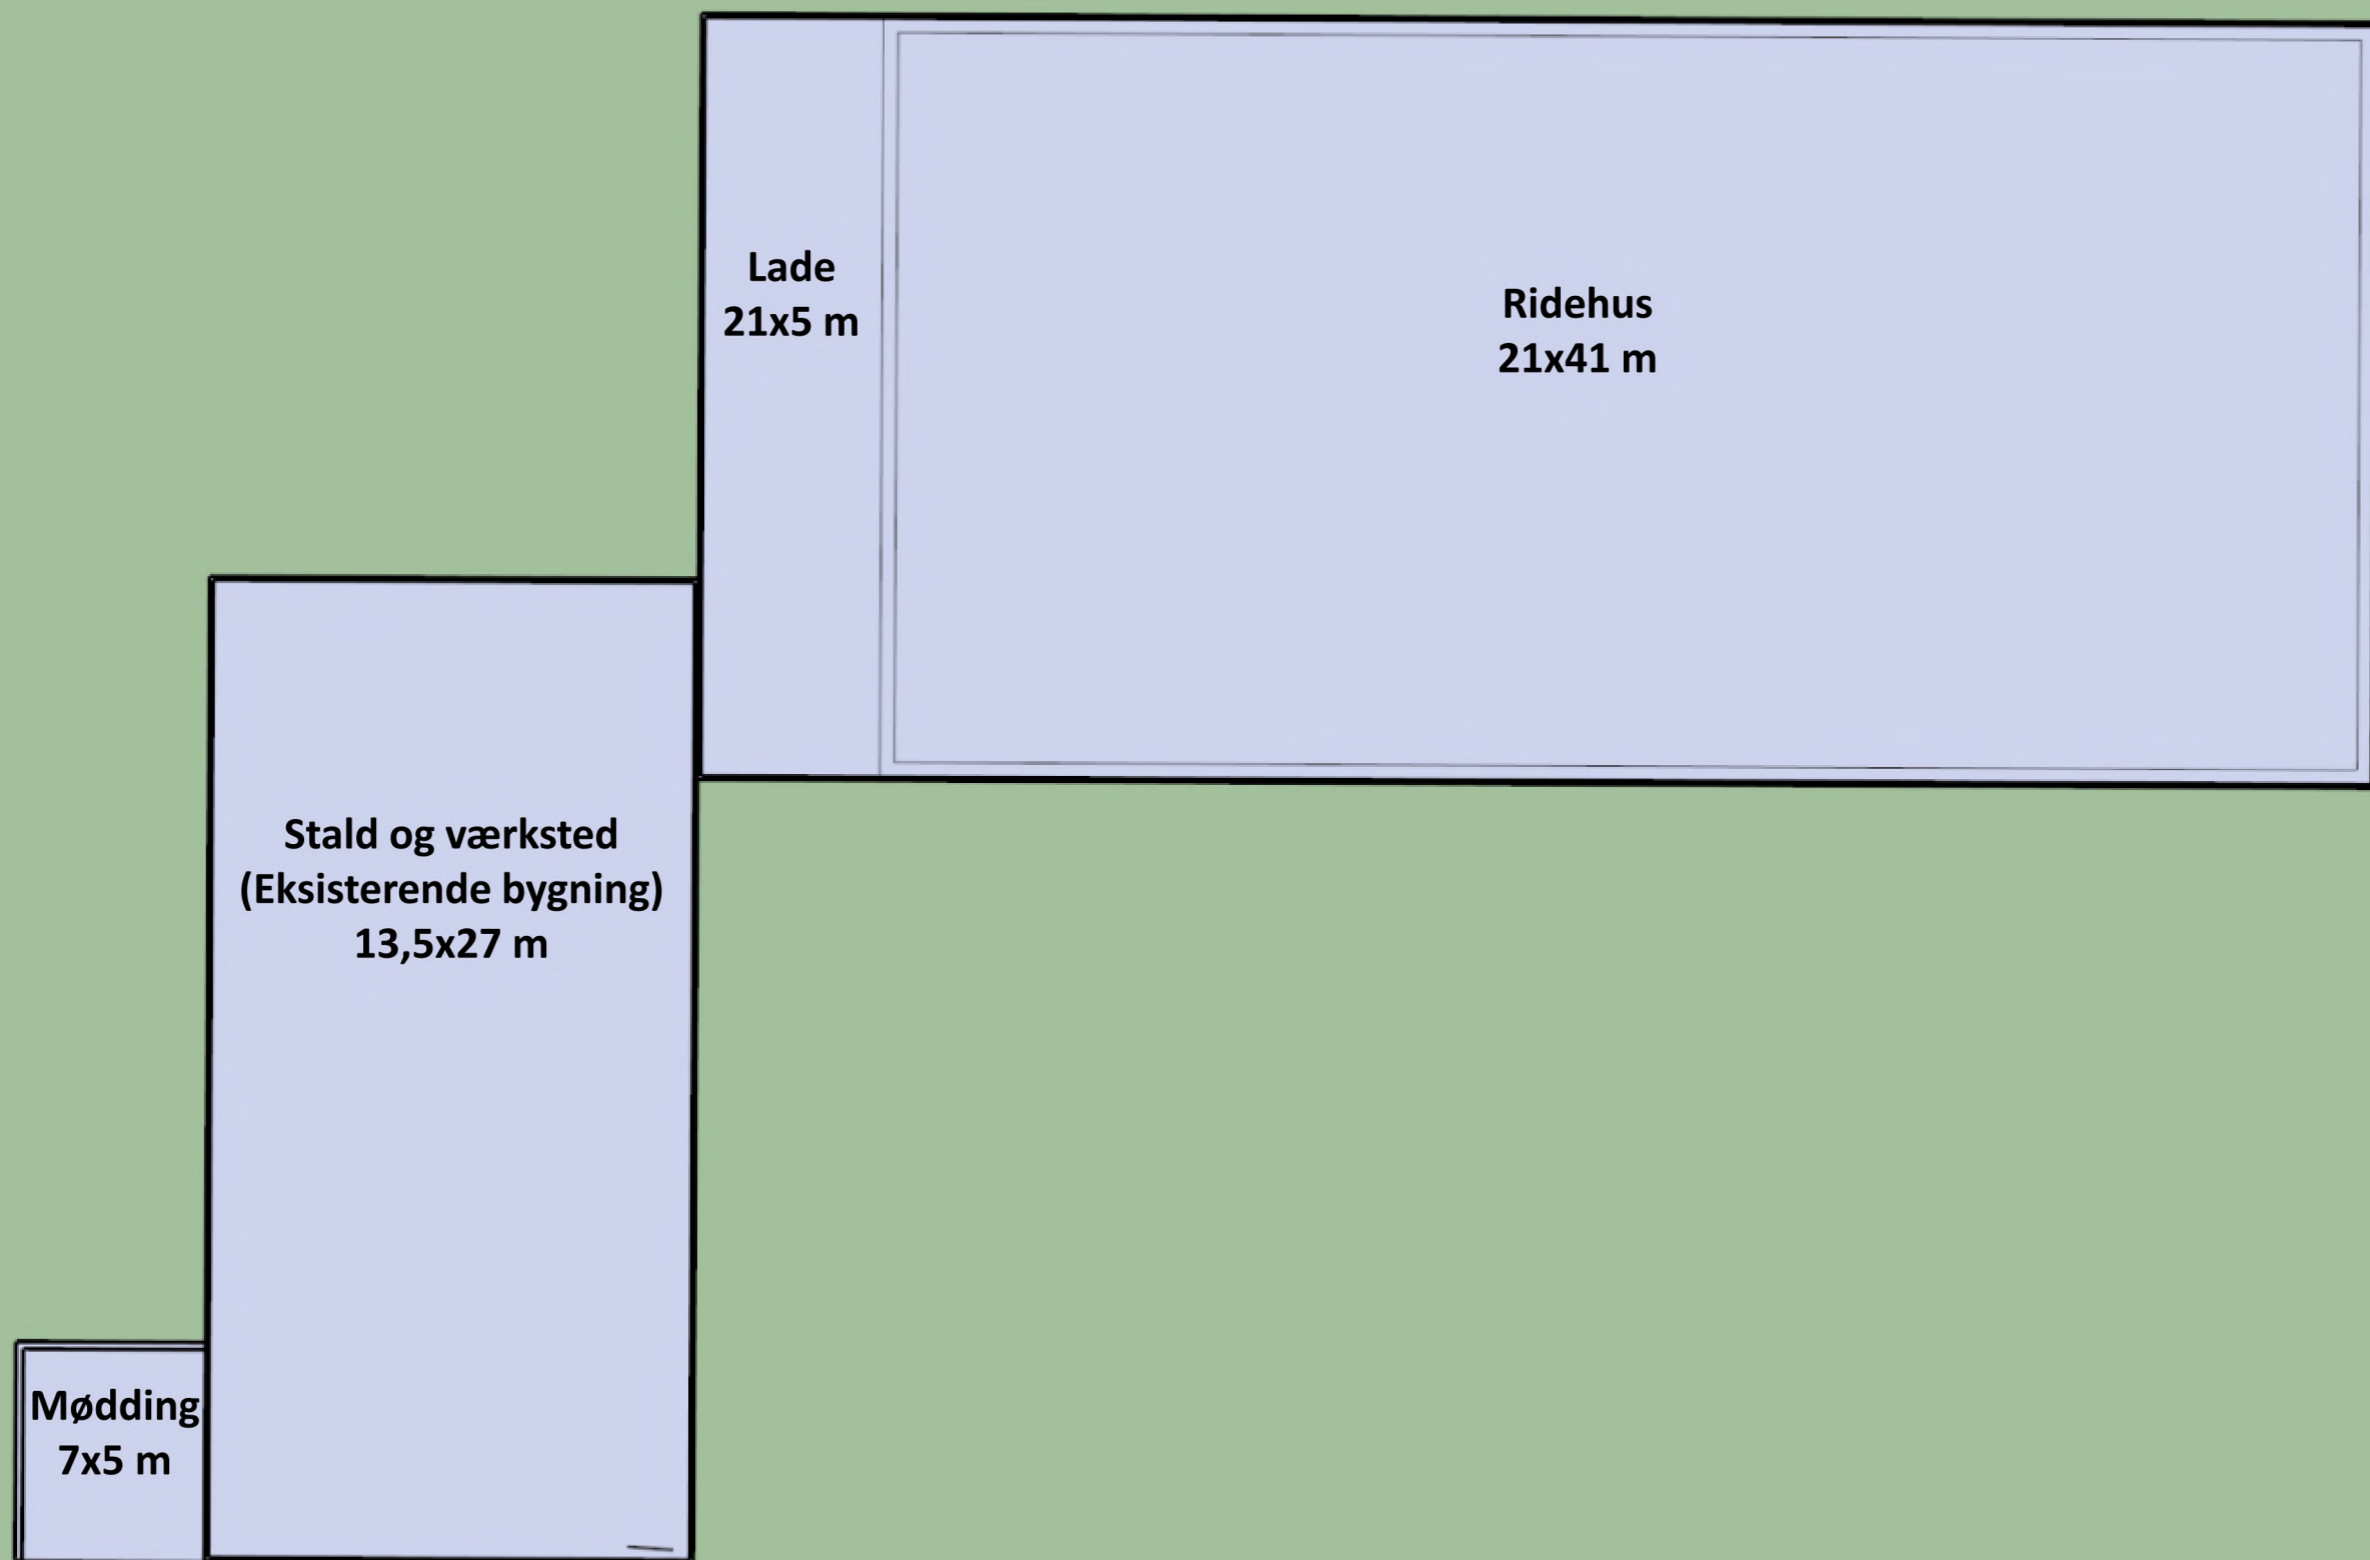 Lade
21x5 m
Ridehus
21x41 m
Stald og værksted
(Eksisterende bygning)
13,5x27 m
Mødding
7x5 m